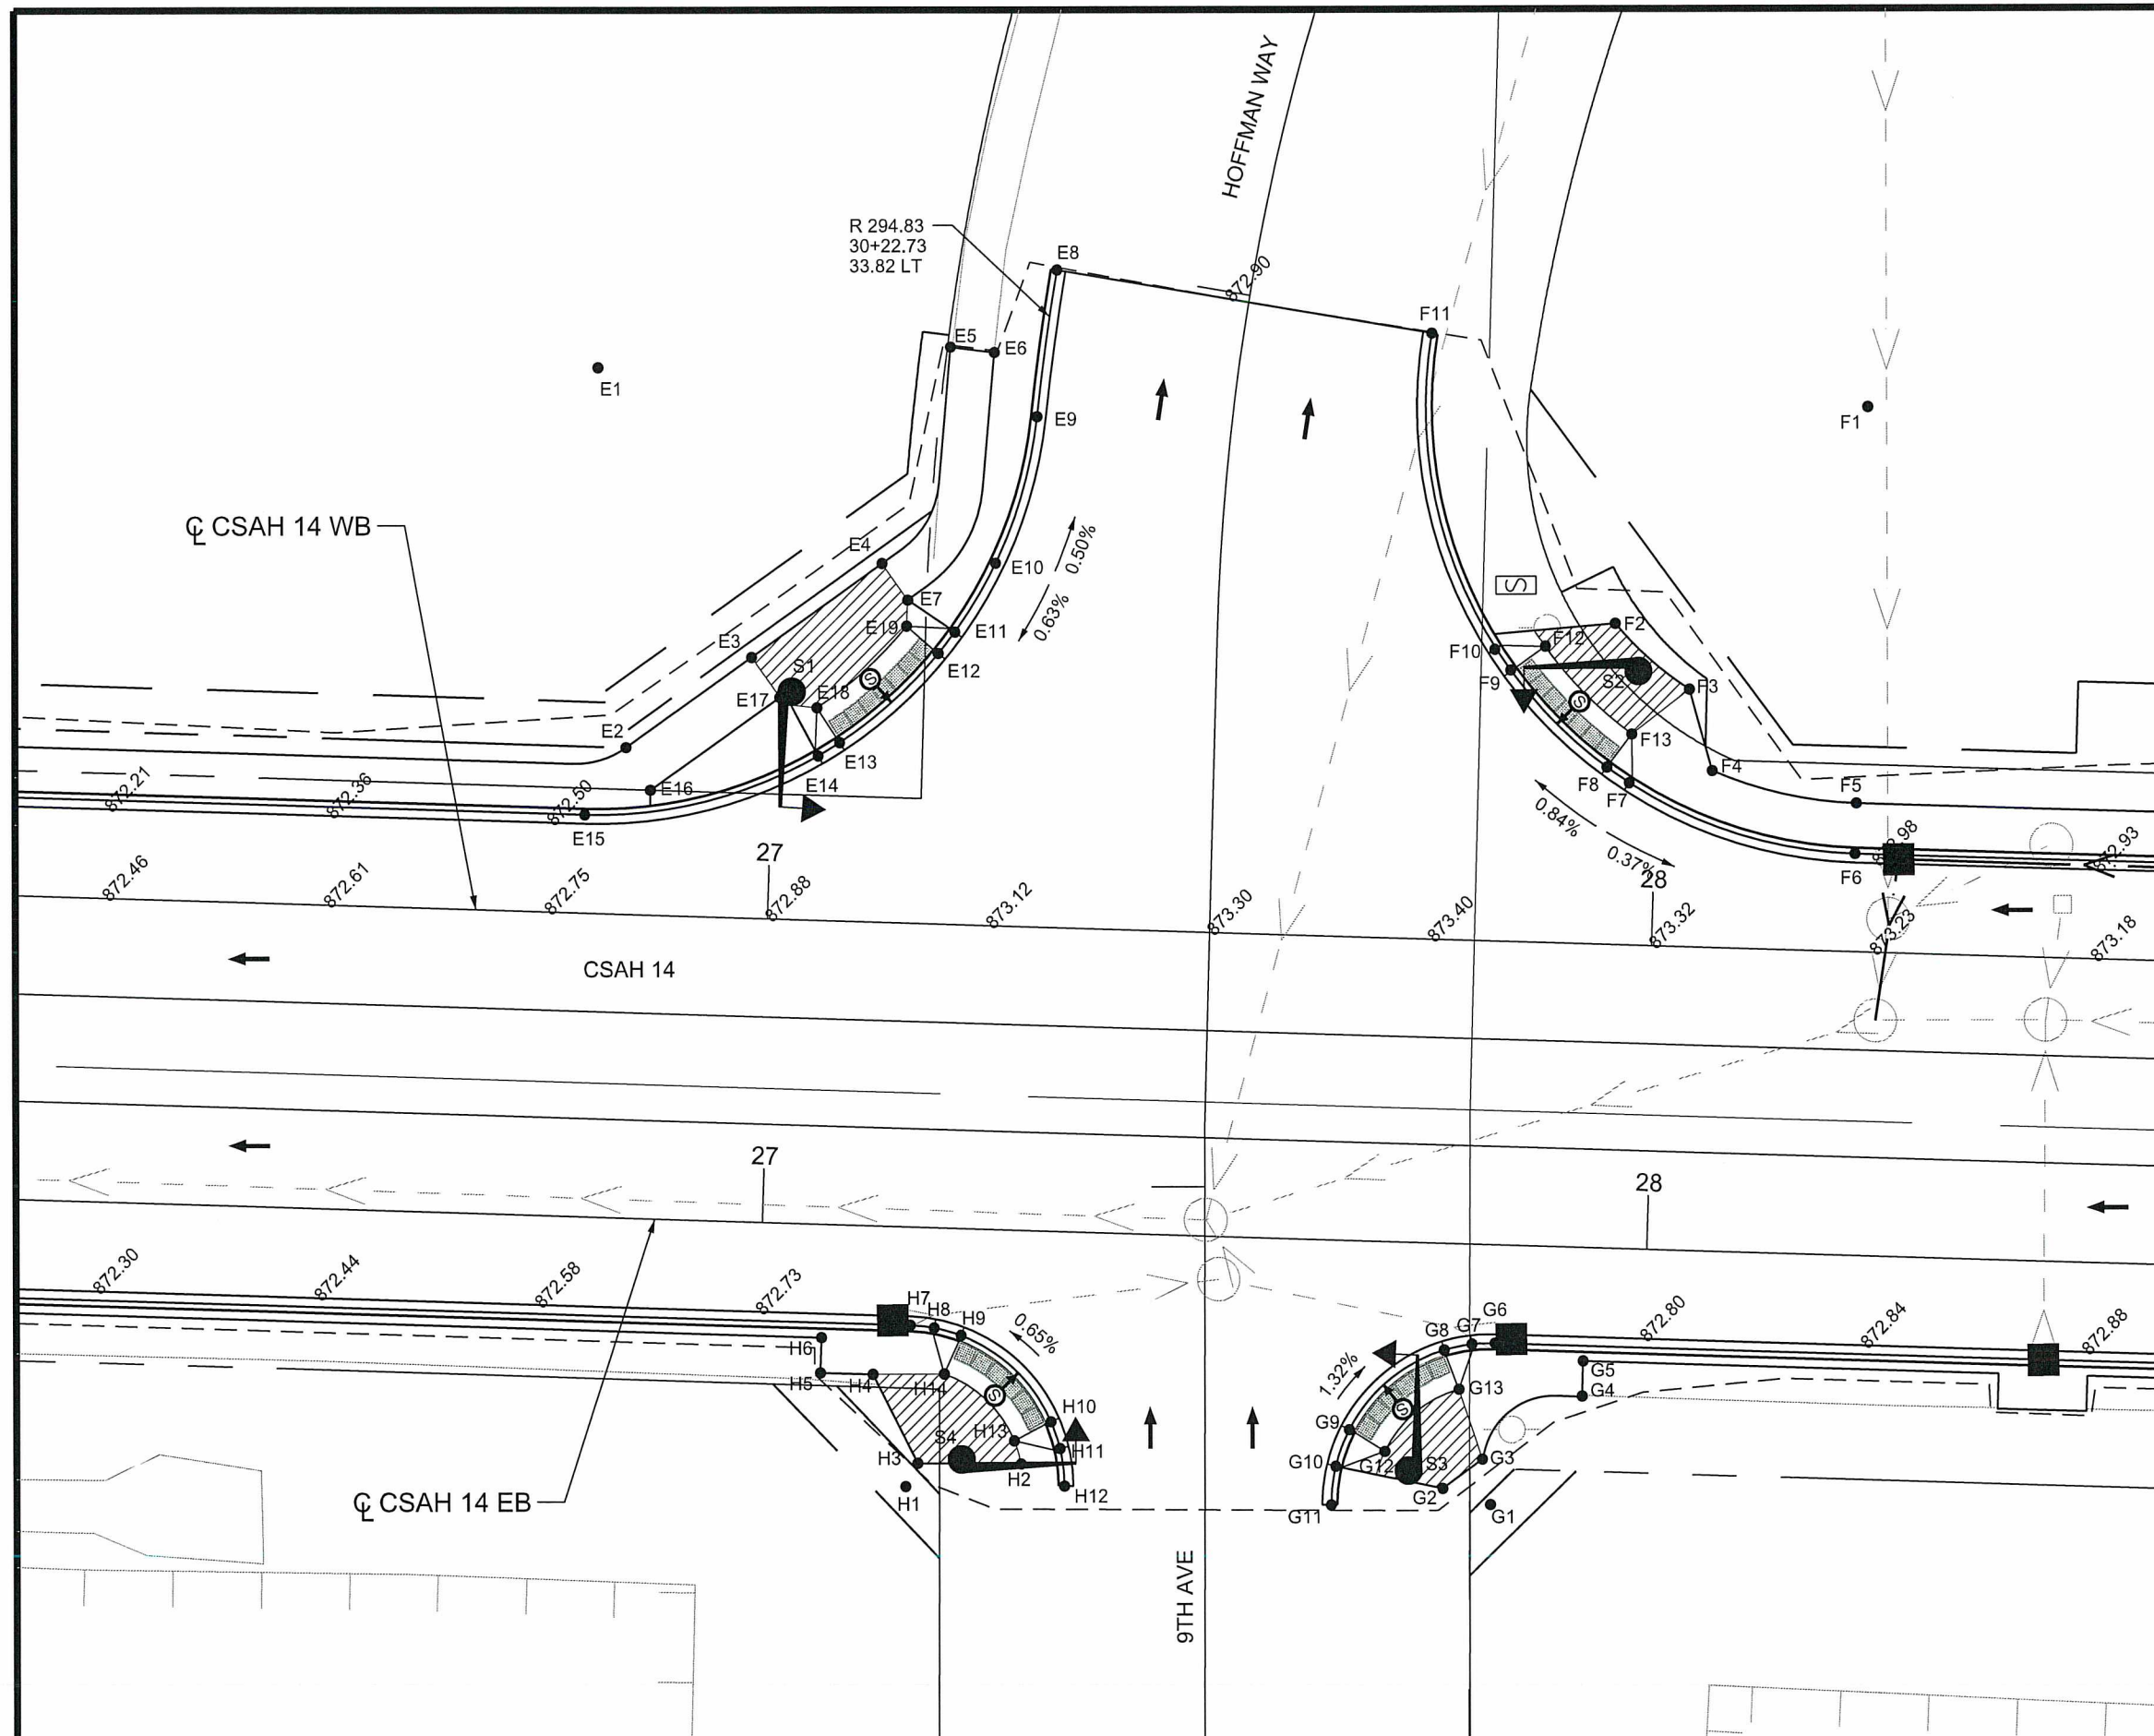 HOFFMAN WAY
R 294.83
30+22.73
33.82 LT
E8
872.90
F11
E5
E6
E1
E9
F1
℄ CSAH 14 WB
0.50%
0.63%
E4
E10
S
E7
E19
E11
E12
E3
S1
E17
E18
S
E13
E14
E2
E16
E15
F10
F12
F2
F9
S2
F3
S
F13
F4
F8
F7
F5
F6
0.84%
0.37%
872.21
872.36
872.50
27
28
872.93
872.46
872.61
872.75
872.88
873.12
873.30
873.40
873.32
873.23
873.18
CSAH 14
27
28
872.30
872.44
872.58
872.73
H7
H8
H9
0.65%
G6
G7
G8
872.80
872.84
872.88
H6
H5
H4
H14
S
H10
H13
H11
S4
H3
H2
H1
H12
1.32%
G5
G4
G13
S
G9
G10
G12
S3
G3
G2
G11
G1
℄ CSAH 14 EB
9TH AVE